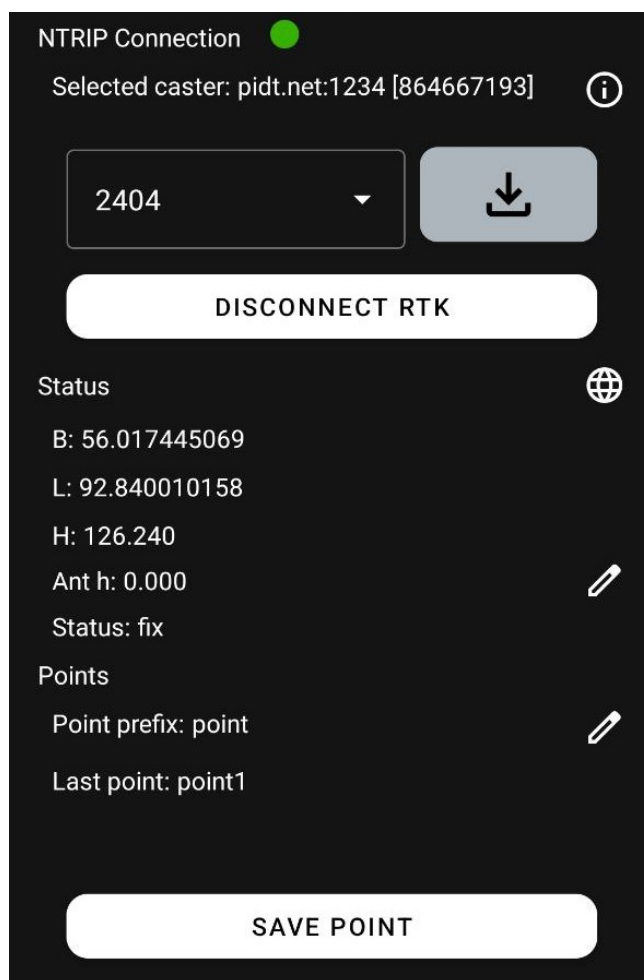 NTRIP Connection
Selected caster: pidt.net:1234 [864667193]
2404
DISCONNECT RTK
Status
B: 56.017445069
L: 92.840010158
H: 126.240
Ant h: 0.000
Status: fix
Points
Point prefix: point
Last point: point1
SAVE POINT